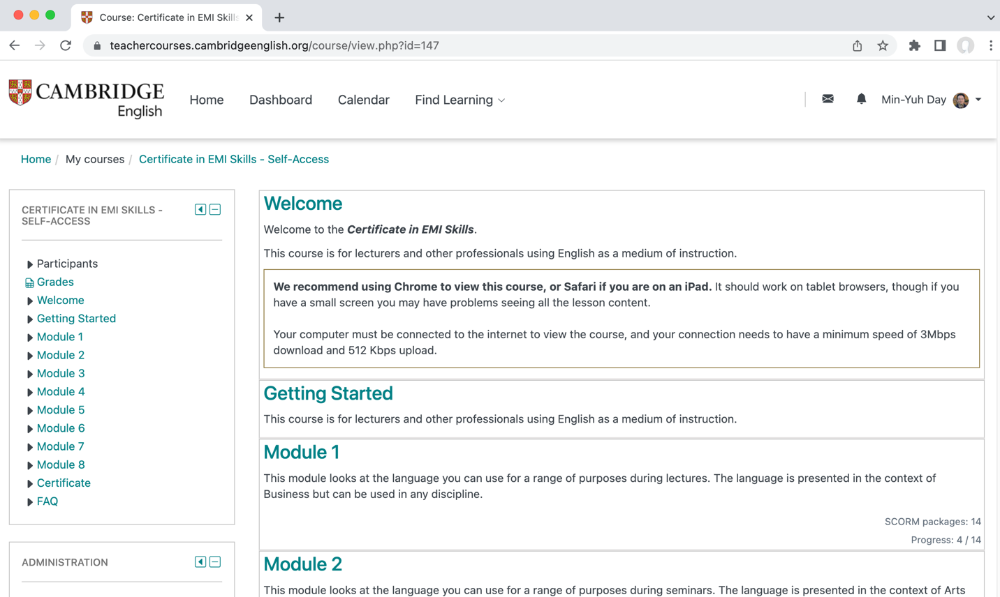 Course: Certificate in EMI Skills
teachercourses.cambridgeenglish.org/course/view.php?id=147
CAMBRIDGE
English
Home
Dashboard
Calendar
Find Learning
Min-Yuh Day
Home / My courses / Certificate in EMI Skills - Self-Access
CERTIFICATE IN EMI SKILLS -
SELF-ACCESS
Participants
Grades
Welcome
Getting Started
Module 1
Module 2
Module 3
Module 4
Module 5
Module 6
Module 7
Module 8
Certificate
FAQ
ADMINISTRATION
Welcome
Welcome to the Certificate in EMI Skills.
This course is for lecturers and other professionals using English as a medium of instruction.
We recommend using Chrome to view this course, or Safari if you are on an iPad. It should work on tablet browsers, though if you
have a small screen you may have problems seeing all the lesson content.
Your computer must be connected to the internet to view the course, and your connection needs to have a minimum speed of 3Mbps
download and 512 Kbps upload.
Getting Started
This course is for lecturers and other professionals using English as a medium of instruction.
Module 1
This module looks at the language you can use for a range of purposes during lectures. The language is presented in the context of
Business but can be used in any discipline.
SCORM packages: 14
Progress: 4 / 14
Module 2
This module looks at the language you can use for a range of purposes during seminars. The language is presented in the context of Arts